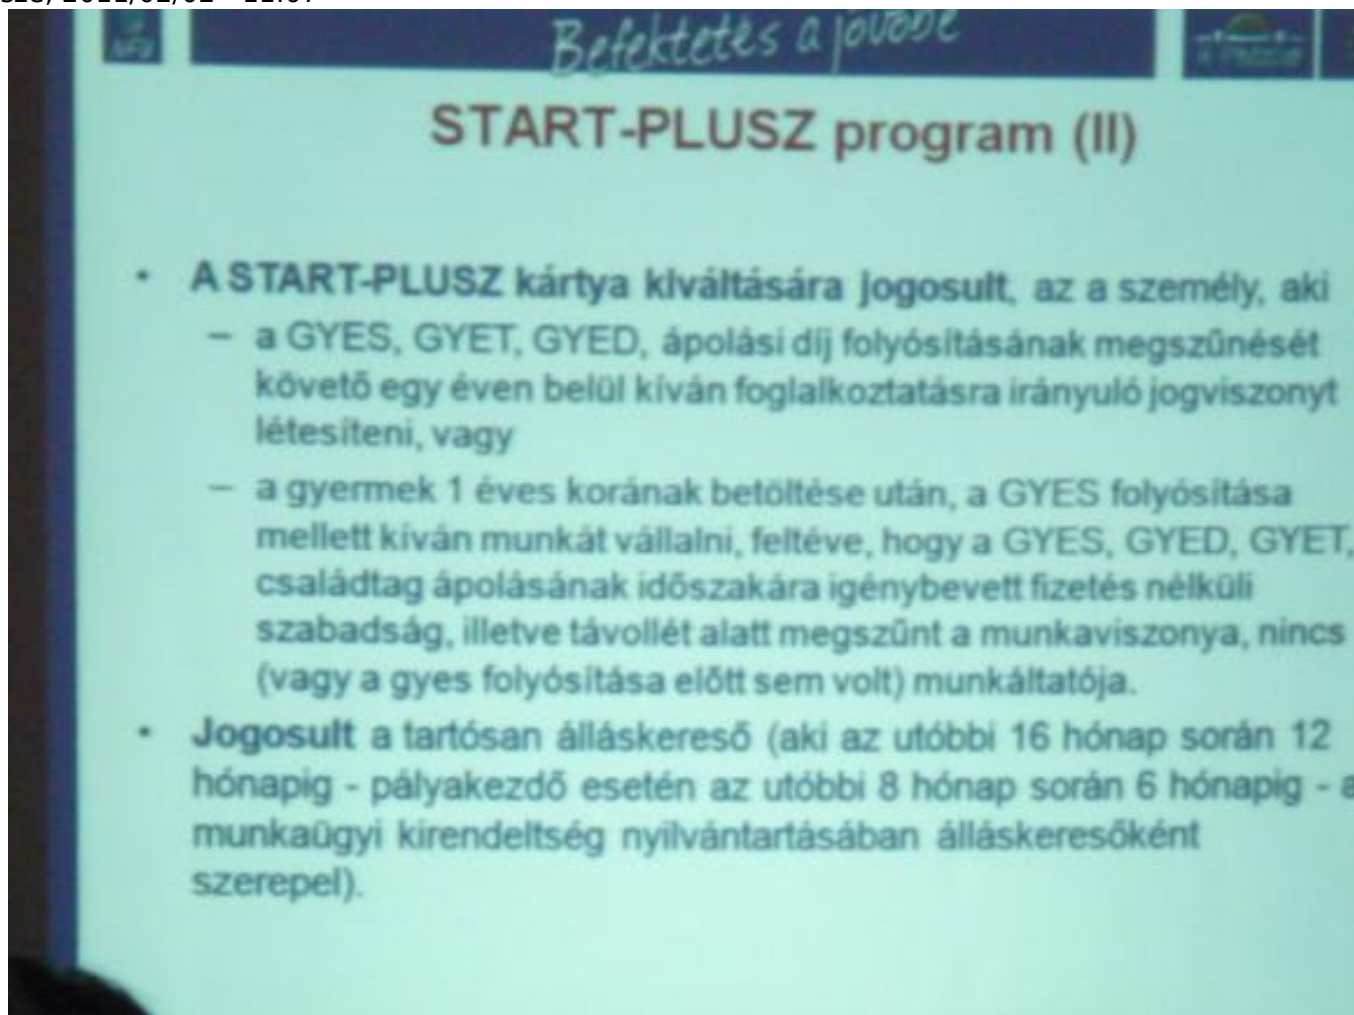 Befektetés a jövőbe
START-PLUSZ program (II)
• A START-PLUSZ kártya kiváltására jogosult, az a személy, aki
– a GYES, GYET, GYED, ápolási díj folyósításának megszűnését
követő egy éven belül kíván foglalkoztatásra irányuló jogviszonyt
létesíteni, vagy
– a gyermek 1 éves korának betöltése után, a GYES folyósítása
mellett kíván munkát vállalni, feltéve, hogy a GYES, GYED, GYET,
családtag ápolásának időszakára igénybevett fizetés nélküli
szabadság, illetve távollét alatt megszűnt a munkaviszonya, nincs
(vagy a gyes folyósítása előtt sem volt) munkáltatója.
• Jogosult a tartósan álláskereső (aki az utóbbi 16 hónap során 12
hónapig - pályakezdő esetén az utóbbi 8 hónap során 6 hónapig - a
munkaügyi kirendeltség nyilvántartásában álláskeresőként
szerepel).